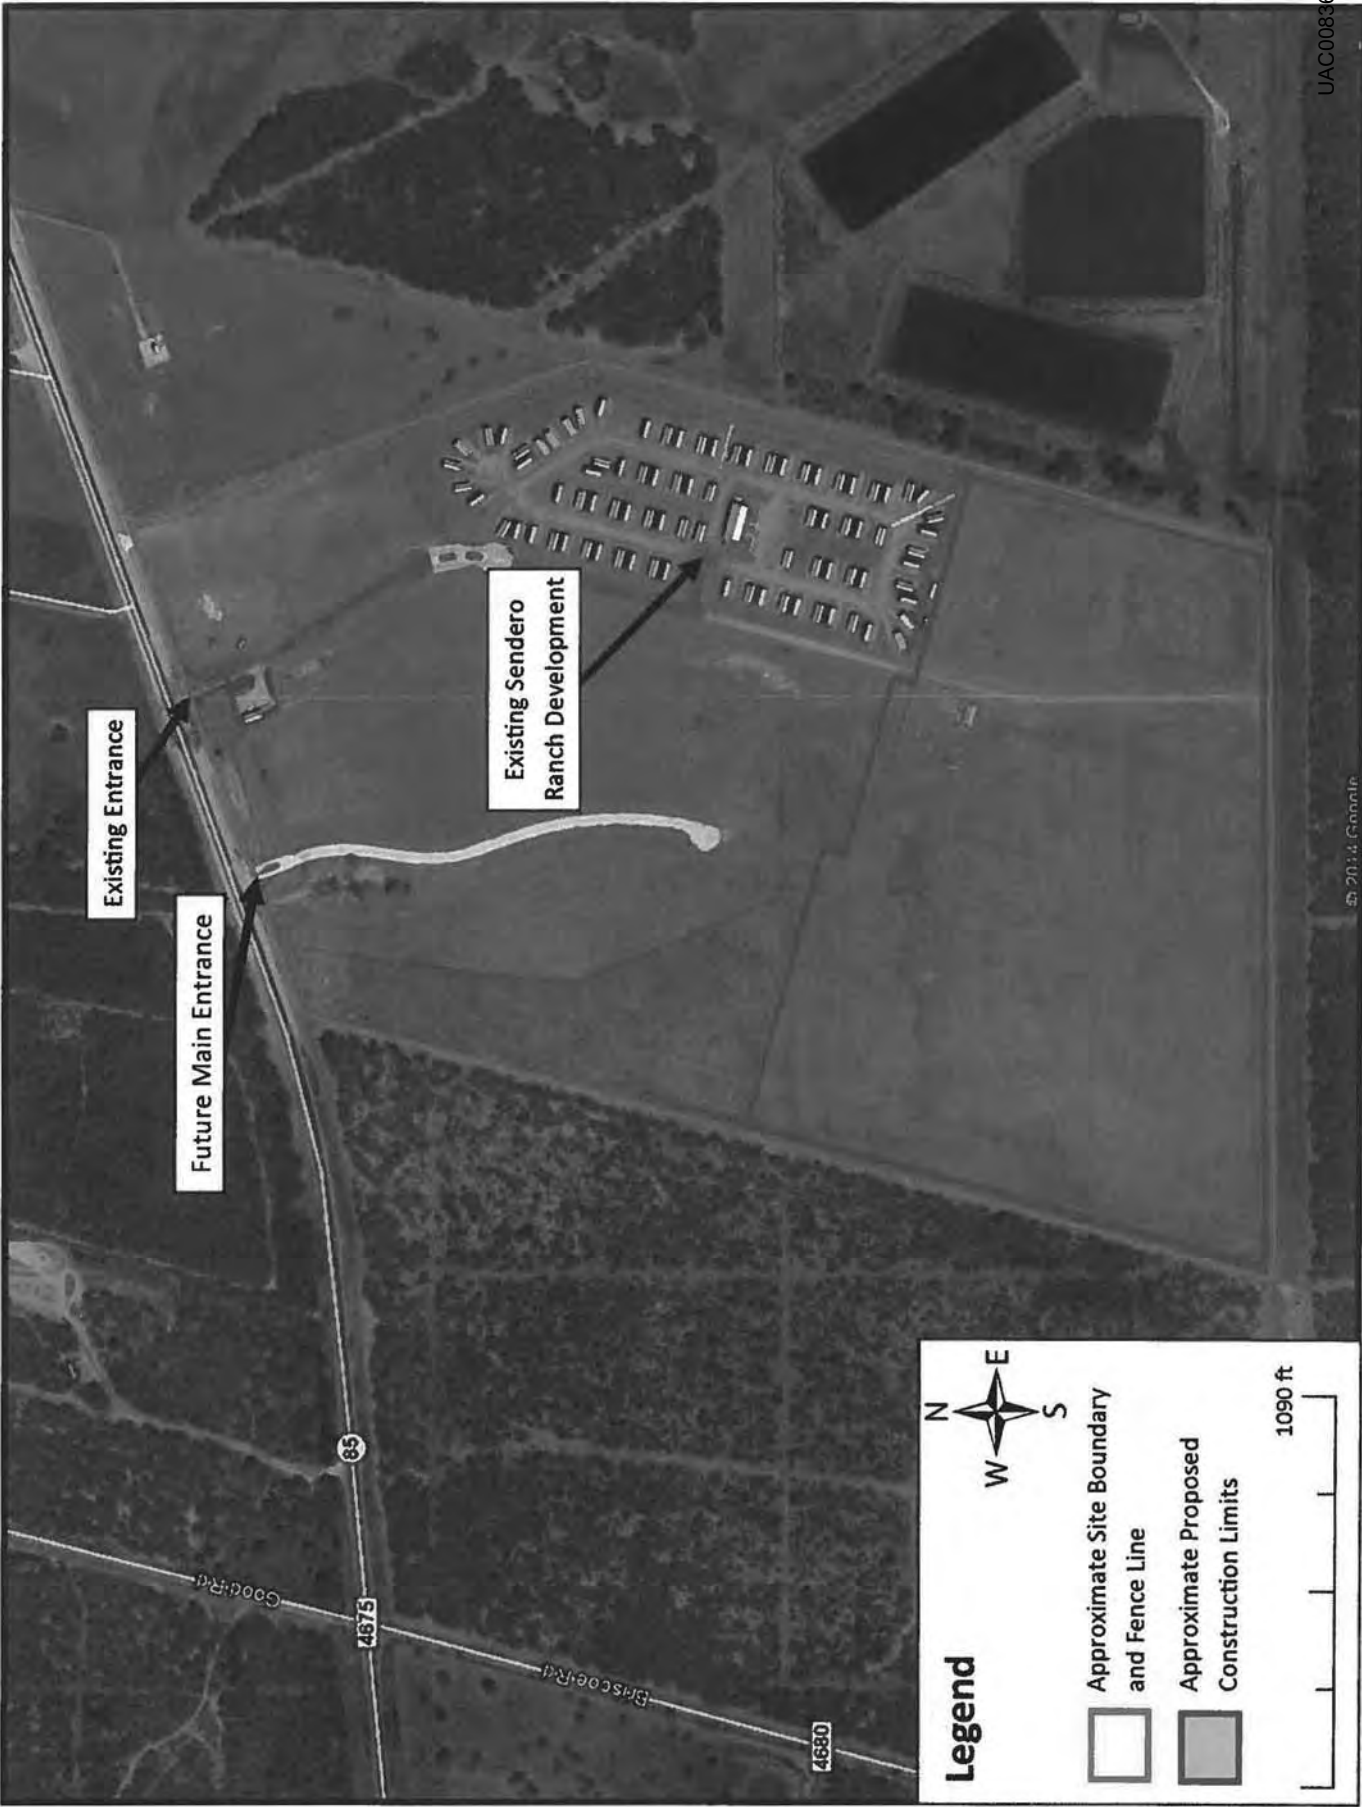 Existing Entrance
Future Main Entrance
Existing Sendero
Ranch Development
Good Rd
85
4675
Briscoe Rd
4680
Legend
N
W
E
S
Approximate Site Boundary
and Fence Line
Approximate Proposed
Construction Limits
1090 ft
© 2014 Google
UAC00836